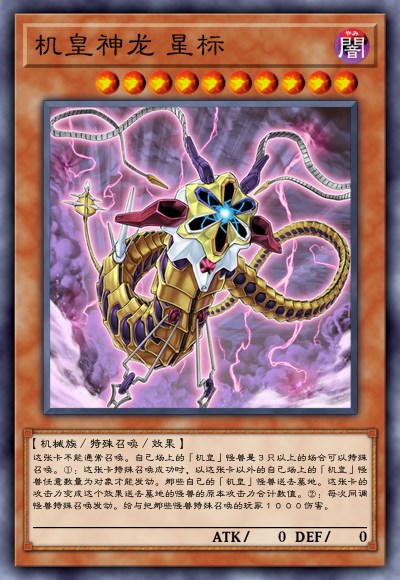 机皇神龙 星标
やみ
闇
【机械族／特殊召唤／效果】
这张卡不能通常召唤。自己场上的「机皇」怪兽是３只以上的场合可以特殊
召唤。①：这张卡特殊召唤成功时，以这张卡以外的自己场上的「机皇」怪
兽任意数量为对象才能发动。那些自己的「机皇」怪兽送去墓地。这张卡的
攻击力变成这个效果送去墓地的怪兽的原本攻击力合计数值。②：每次同调
怪兽特殊召唤发动。给与把那些怪兽特殊召唤的玩家１０００伤害。
ATK/ 0 DEF/ 0